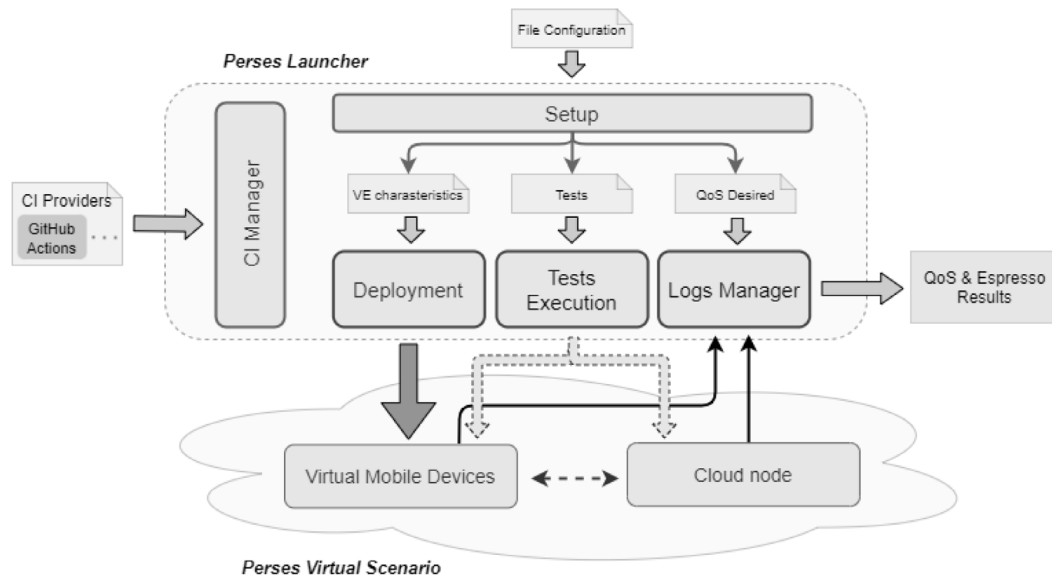 File Configuration
Perses Launcher
Setup
CI Manager
VE charasteristics
Tests
QoS Desired
CI Providers
GitHub
Actions
...
Deployment
Tests
Execution
Logs Manager
QoS & Espresso
Results
Virtual Mobile Devices
Cloud node
Perses Virtual Scenario